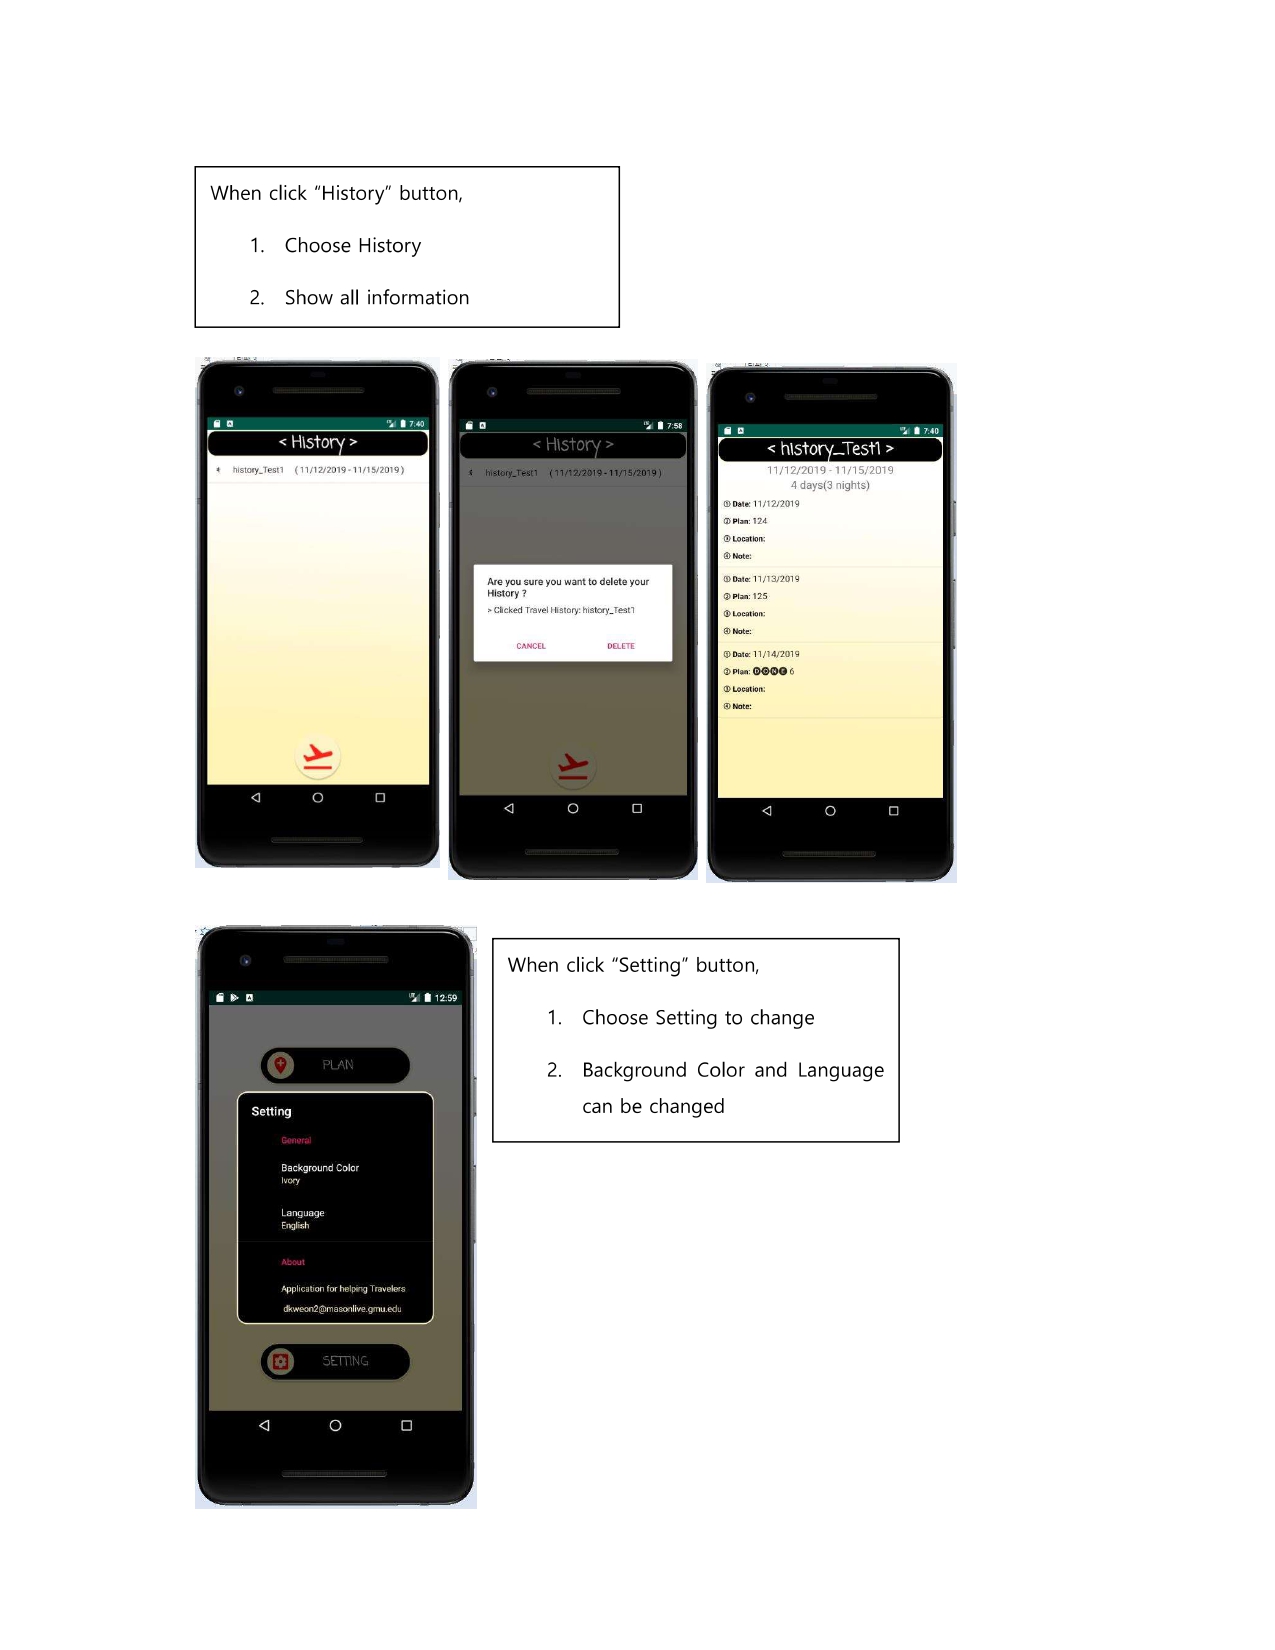 When click “History” button,
1. Choose History
2. Show all information
7:40
< History >
history_Test1 ( 11/12/2019 - 11/15/2019 )
7:58
< History >
history_Test1 ( 11/12/2019 - 11/15/2019 )
Are you sure you want to delete your
History ?
> Clicked Travel History: history_Test1
CANCEL DELETE
7:40
< history_Test1 >
11/12/2019 - 11/15/2019
4 days(3 nights)
① Date: 11/12/2019
② Plan: 124
③ Location:
④ Note:
① Date: 11/13/2019
② Plan: 125
③ Location:
④ Note:
① Date: 11/14/2019
② Plan: 🅓🅞🅝🅔 6
③ Location:
④ Note:
12:59
PLAN
Setting
General
Background Color
Ivory
Language
English
About
Application for helping Travelers
dkweon2@masonlive.gmu.edu
SETTING
When click “Setting” button,
1. Choose Setting to change
2. Background Color and Language
can be changed